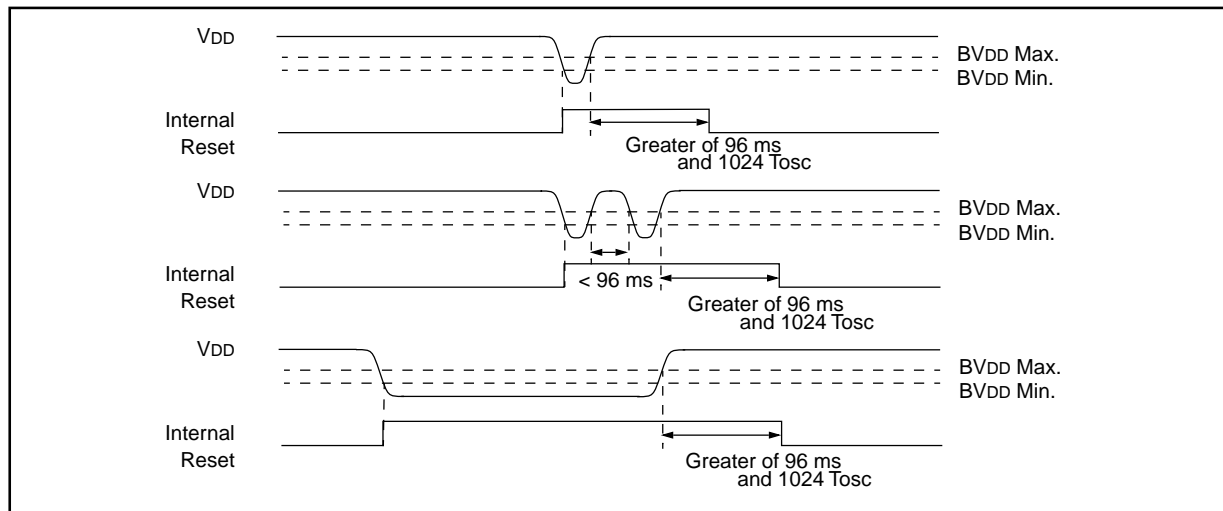 VDD
BVDD Max.
BVDD Min.
Internal
Reset
Greater of 96 ms
and 1024 Tosc
VDD
BVDD Max.
BVDD Min.
Internal
Reset
< 96 ms
Greater of 96 ms
and 1024 Tosc
VDD
BVDD Max.
BVDD Min.
Internal
Reset
Greater of 96 ms
and 1024 Tosc